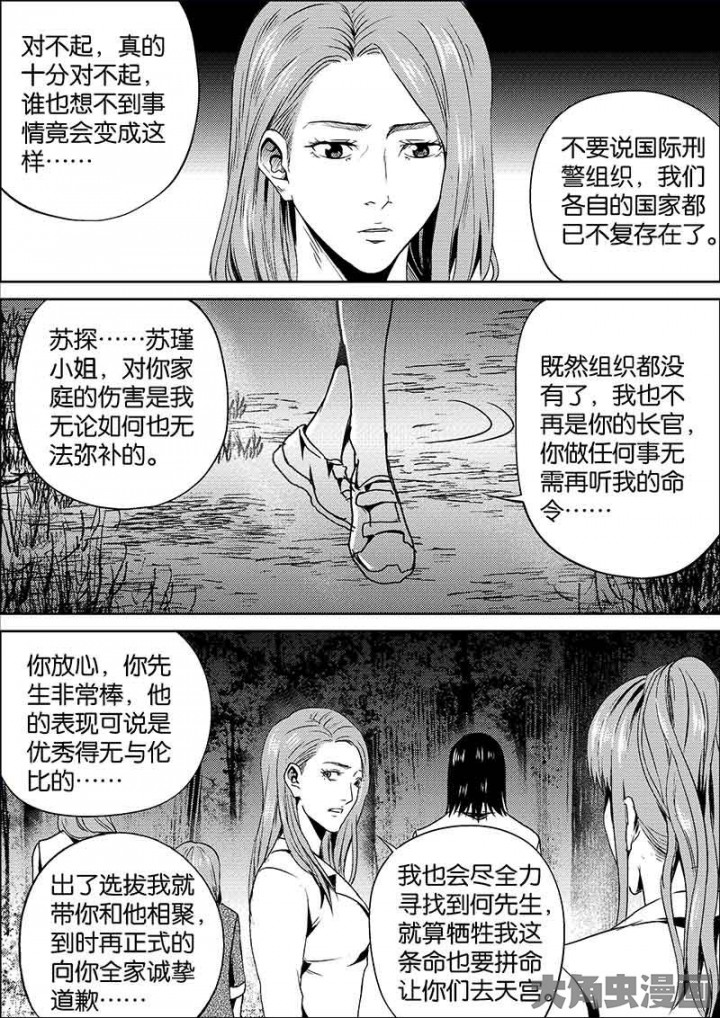 对不起，真的
十分对不起，
谁也想不到事
情竟会变成这
样……
不要说国际刑
警组织，我们
各自的国家都
已不复存在了。
苏探……苏瑾
小姐，对你家
庭的伤害是我
无论如何也无
法弥补的。
既然组织都没
有了，我也不
再是你的长官，
你做任何事无
需再听我的命
令……
你放心，你先
生非常棒，他
的表现可说是
优秀得无与伦
比的……
出了选拔我就
带你和他相聚，
到时再正式的
向你全家诚挚
道歉……
我也会尽全力
寻找到何先生，
就算牺牲我这
条命也要拼命
让你们去天宫。
大角虫漫画